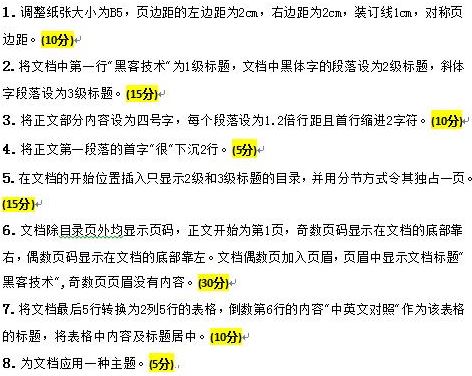 1. 调整纸张大小为B5，页边距的左边距为2cm，右边距为2cm，装订线1cm，对称页
边距。(10分)
2. 将文档中第一行“黑客技术”为1级标题，文档中黑体字的段落设为2级标题，斜体
字段落设为3级标题。(15分)
3. 将正文部分内容设为四号字，每个段落设为1.2倍行距且首行缩进2字符。(10分)
4. 将正文第一段落的首字“很”下沉2行。(5分)
5. 在文档的开始位置插入只显示2级和3级标题的目录，并用分节方式令其独占一页。
(15分)
6. 文档除目录页外均显示页码，正文开始为第1页，奇数页码显示在文档的底部靠
右，偶数页码显示在文档的底部靠左。文档偶数页加入页眉，页眉中显示文档标题“
黑客技术”，奇数页页眉没有内容。(30分)
7. 将文档最后5行转换为2列5行的表格，倒数第6行的内容“中英文对照”作为该表格
的标题，将表格中内容及标题居中。(10分)
8. 为文档应用一种主题。(5分)